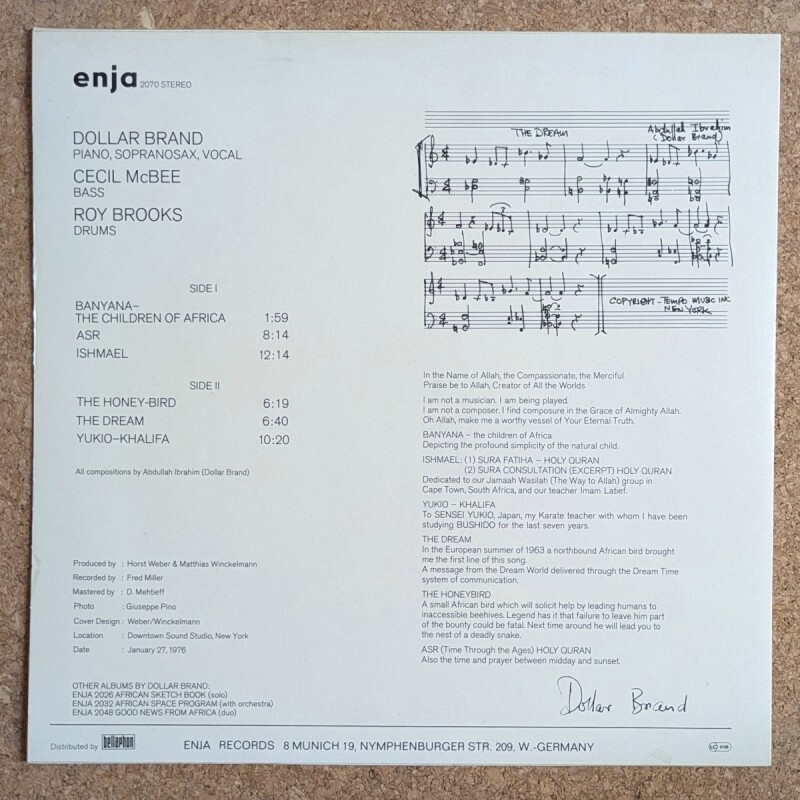 enja 2070 STEREO
DOLLAR BRAND
PIANO, SOPRANOSAX, VOCAL
CECIL McBEE
BASS
ROY BROOKS
DRUMS
SIDE I
BANYANA–
THE CHILDREN OF AFRICA 1:59
ASR 8:14
ISHMAEL 12:14
SIDE II
THE HONEY-BIRD 6:19
THE DREAM 6:40
YUKIO–KHALIFA 10:20
All compositions by Abdullah Ibrahim (Dollar Brand)
Produced by : Horst Weber & Matthias Winckelmann
Recorded by : Fred Miller
Mastered by : D. Mehtieff
Photo : Giuseppe Pino
Cover Design : Weber/Winckelmann
Location : Downtown Sound Studio, New York
Date : January 27, 1976
OTHER ALBUMS BY DOLLAR BRAND:
ENJA 2026 AFRICAN SKETCH BOOK (solo)
ENJA 2032 AFRICAN SPACE PROGRAM (with orchestra)
ENJA 2048 GOOD NEWS FROM AFRICA (duo)
THE DREAM
Abdullah Ibrahim
(Dollar Brand)
COPYRIGHT - TEMPO MUSIC INC
NEW YORK
In the Name of Allah, the Compassionate, the Merciful
Praise be to Allah, Creator of All the Worlds
I am not a musician. I am being played.
I am not a composer. I find composure in the Grace of Almighty Allah.
Oh Allah, make me a worthy vessel of Your Eternal Truth.
BANYANA – the children of Africa
Depicting the profound simplicity of the natural child.
ISHMAEL: (1) SURA FATIHA – HOLY QURAN
(2) SURA CONSULTATION (EXCERPT) HOLY QURAN
Dedicated to our Jamaah Wasilah (The Way to Allah) group in
Cape Town, South Africa, and our teacher Imam Latief.
YUKIO – KHALIFA
To SENSEI YUKIO, Japan, my Karate teacher with whom I have been
studying BUSHIDO for the last seven years.
THE DREAM
In the European summer of 1963 a northbound African bird brought
me the first line of this song.
A message from the Dream World delivered through the Dream Time
system of communication.
THE HONEYBIRD
A small African bird which will solicit help by leading humans to
inaccessible beehives. Legend has it that failure to leave him part
of the bounty could be fatal. Next time around he will lead you to
the nest of a deadly snake.
ASR (Time Through the Ages) HOLY QURAN
Also the time and prayer between midday and sunset.
Dollar Brand
Distributed by bellaphon
ENJA RECORDS 8 MUNICH 19, NYMPHENBURGER STR. 209, W.-GERMANY